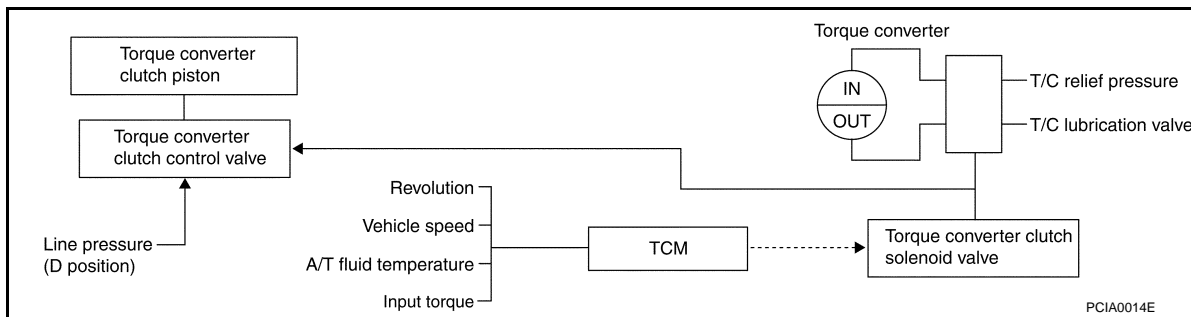 Torque converter
clutch piston
Torque converter
clutch control valve
Line pressure
(D position)
Revolution
Vehicle speed
A/T fluid temperature
Input torque
TCM
Torque converter
IN
OUT
T/C relief pressure
T/C lubrication valve
Torque converter clutch
solenoid valve
PCIA0014E